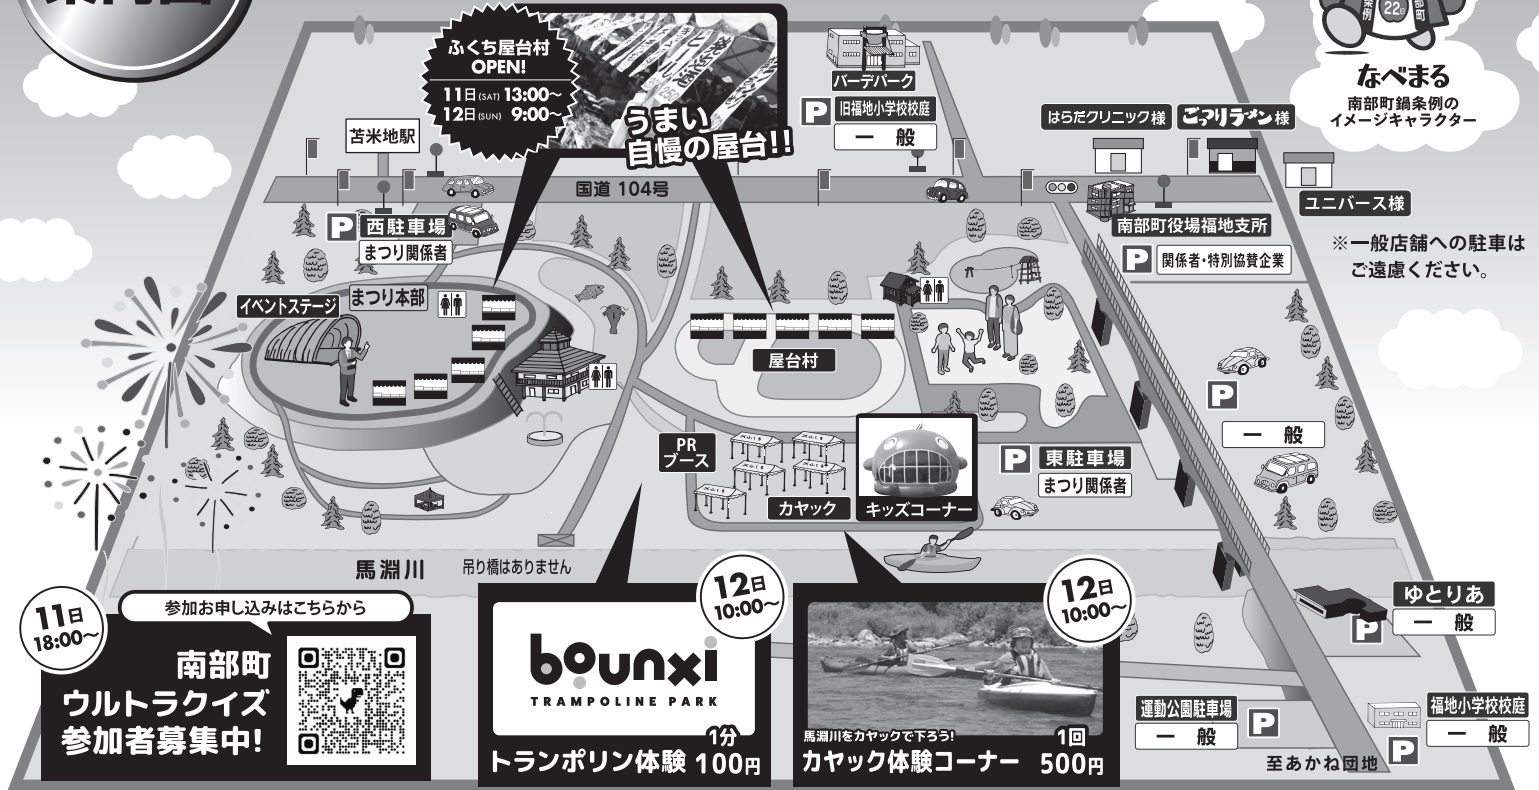 ふくち屋台村
OPEN!
11日(SAT) 13:00〜
12日(SUN) 9:00〜
うまい
自慢の屋台!!
バーデパーク
P
旧福地小学校校庭
一 般
条例
22日
なべまる
南部町鍋条例の
イメージキャラクター
苫米地駅
はらだクリニック様
ごっつりラーメン様
国道 104号
ユニバース様
P
西駐車場
まつり関係者
南部町役場福地支所
P
関係者・特別協賛企業
※一般店舗への駐車は
ご遠慮ください。
イベントステージ
まつり本部
屋台村
P
一 般
PR
ブース
カヤック
キッズコーナー
P
東駐車場
まつり関係者
馬淵川
吊り橋はありません
11日
18:00〜
参加お申し込みはこちらから
南部町
ウルトラクイズ
参加者募集中!
12日
10:00〜
bounxi
TRAMPOLINE PARK
トランポリン体験
1分
100円
12日
10:00〜
馬淵川をカヤックで下ろう!
カヤック体験コーナー
1回
500円
ゆとりあ
P
一 般
運動公園駐車場
一 般
P
福地小学校校庭
一 般
P
至あかね団地